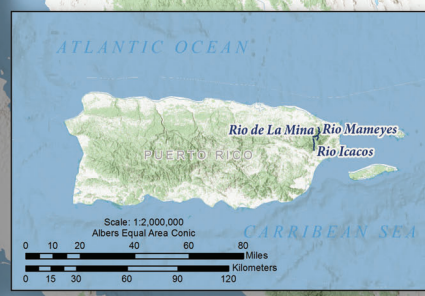 ATLANTIC OCEAN
Rio de La Mina Rio Mameyes
PUERTO RICO
Rio Icacos
Scale: 1:2,000,000
Albers Equal Area Conic
CARRIBEAN SEA
0 10 20 40 60 80
Miles
Kilometers
0 15 30 60 90 120